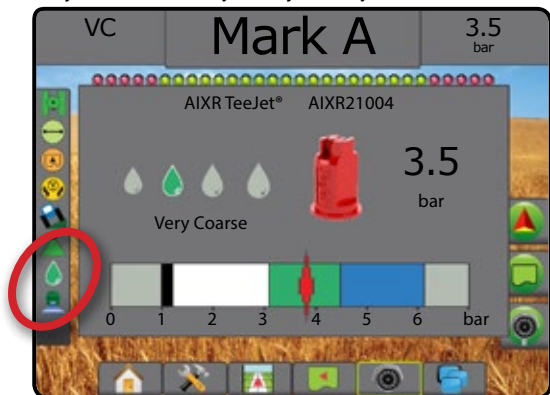 VC Mark A 3.5
bar
AIXR TeeJet® AIXR21004
3.5
bar
Very Coarse
0 1 2 3 4 5 6 bar